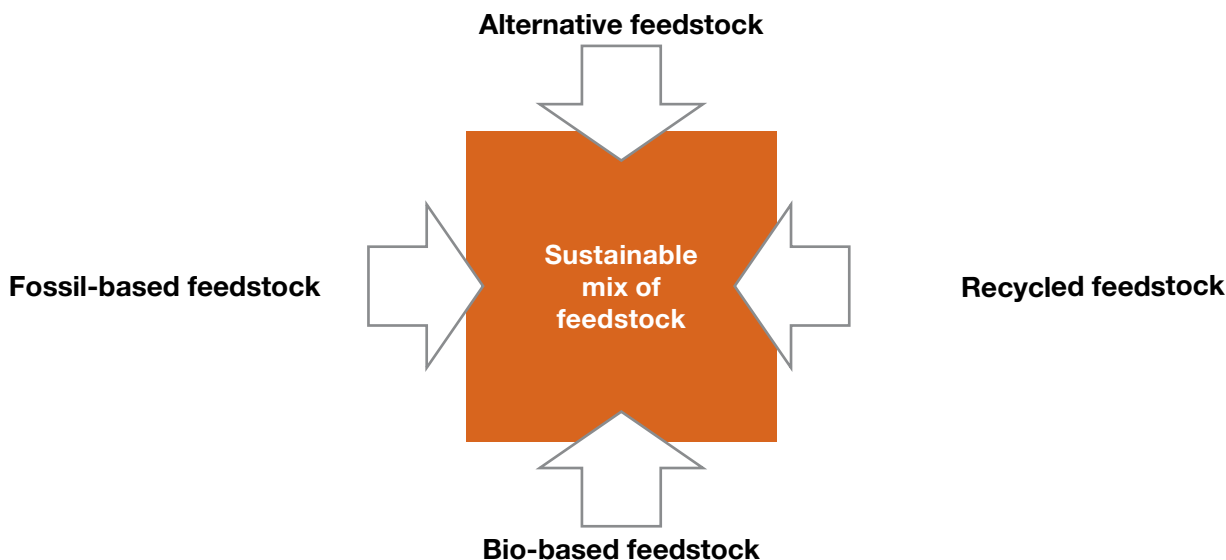 Alternative feedstock
Fossil-based feedstock
Sustainable
mix of
feedstock
Recycled feedstock
Bio-based feedstock